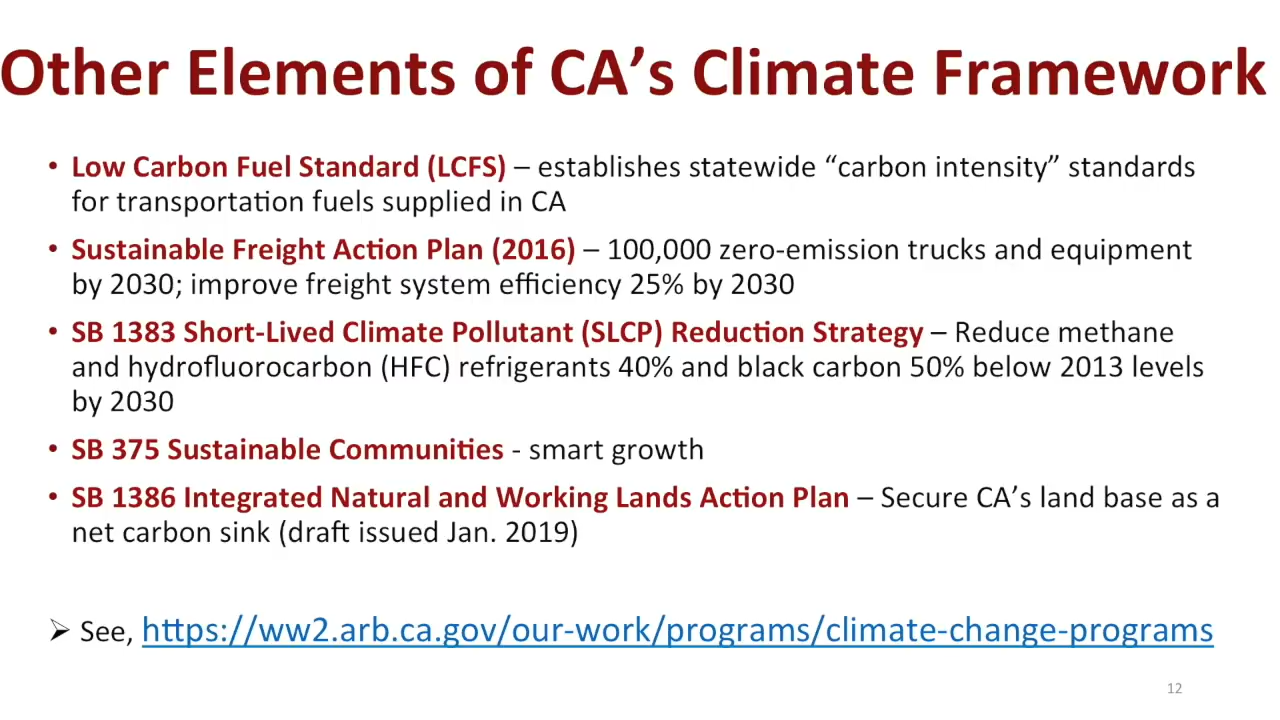 Other Elements of CA’s Climate Framework
• Low Carbon Fuel Standard (LCFS) – establishes statewide “carbon intensity” standards
for transportation fuels supplied in CA
• Sustainable Freight Action Plan (2016) – 100,000 zero-emission trucks and equipment
by 2030; improve freight system efficiency 25% by 2030
• SB 1383 Short-Lived Climate Pollutant (SLCP) Reduction Strategy – Reduce methane
and hydrofluorocarbon (HFC) refrigerants 40% and black carbon 50% below 2013 levels
by 2030
• SB 375 Sustainable Communities - smart growth
• SB 1386 Integrated Natural and Working Lands Action Plan – Secure CA’s land base as a
net carbon sink (draft issued Jan. 2019)
➢ See, https://ww2.arb.ca.gov/our-work/programs/climate-change-programs
12